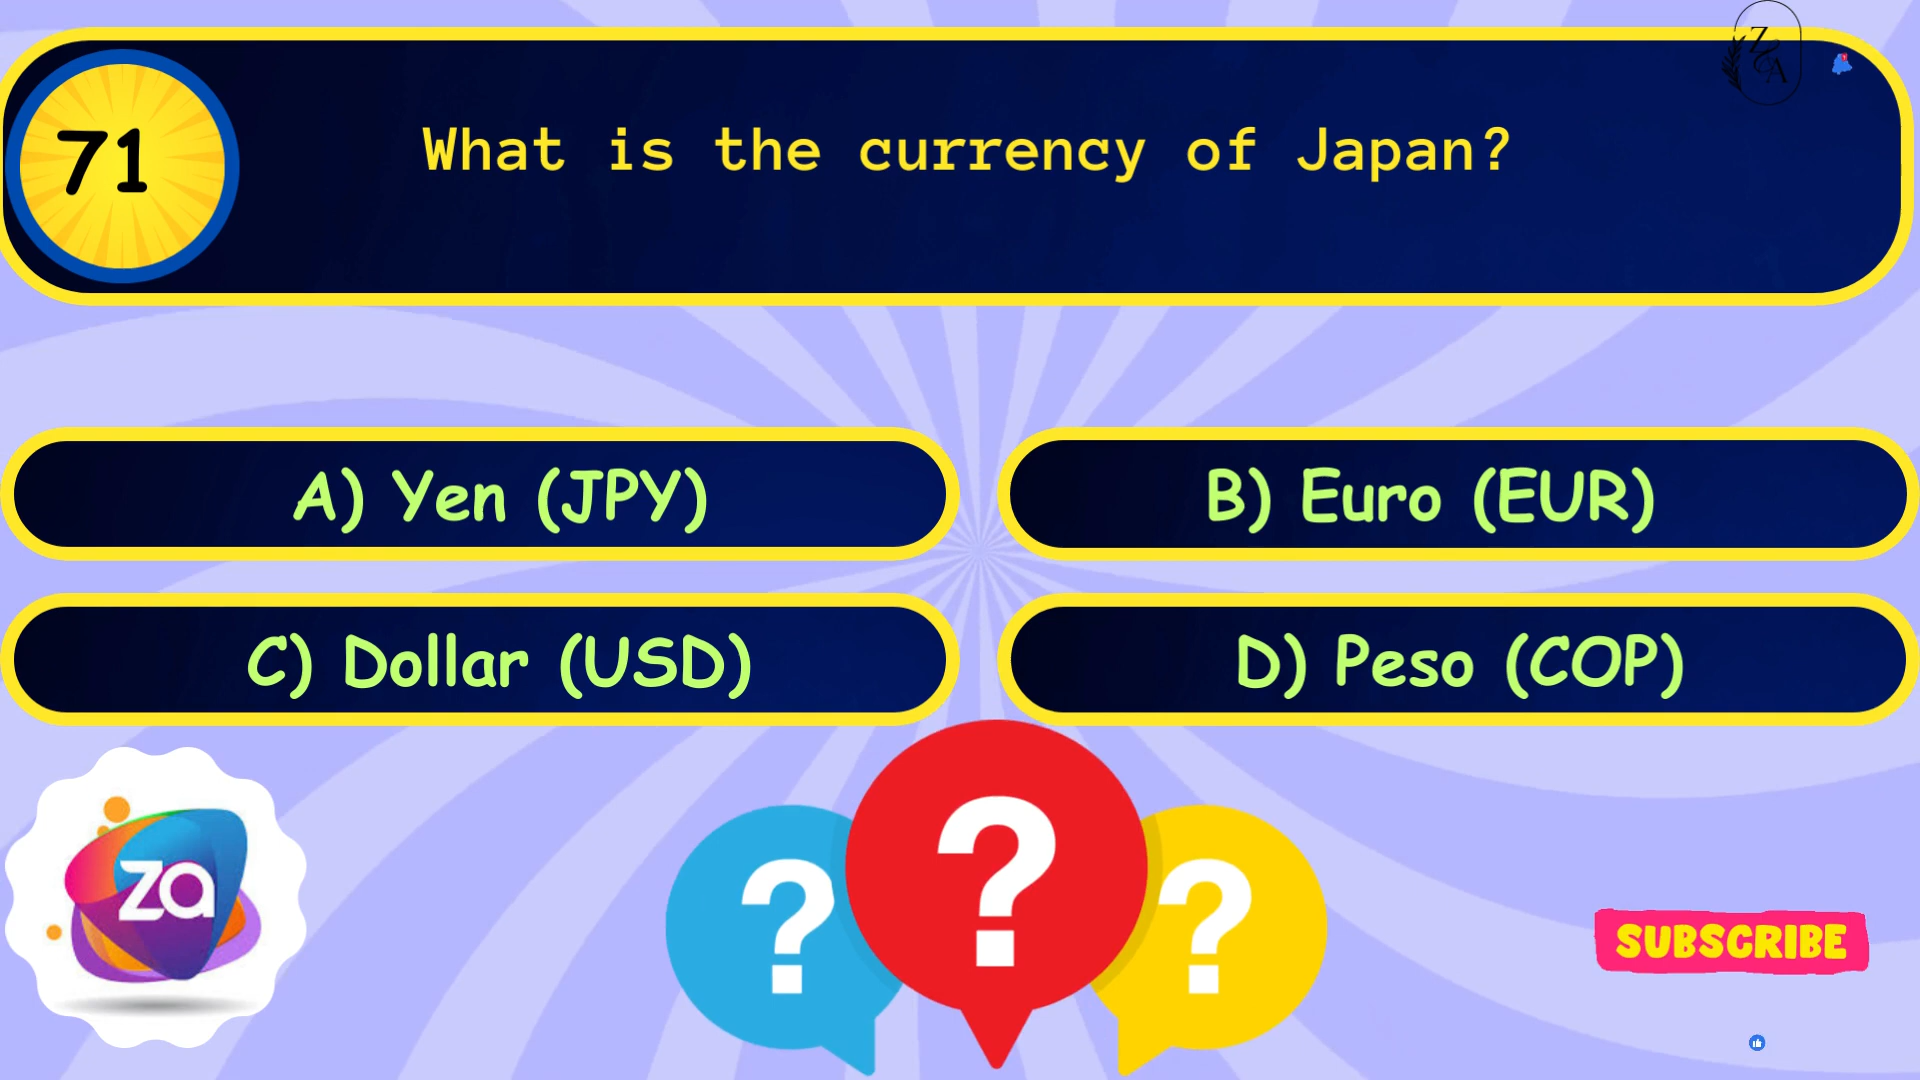 Z
&
A
71
What is the currency of Japan?
A) Yen (JPY)
B) Euro (EUR)
C) Dollar (USD)
D) Peso (COP)
?
?
?
za
SUBSCRIBE